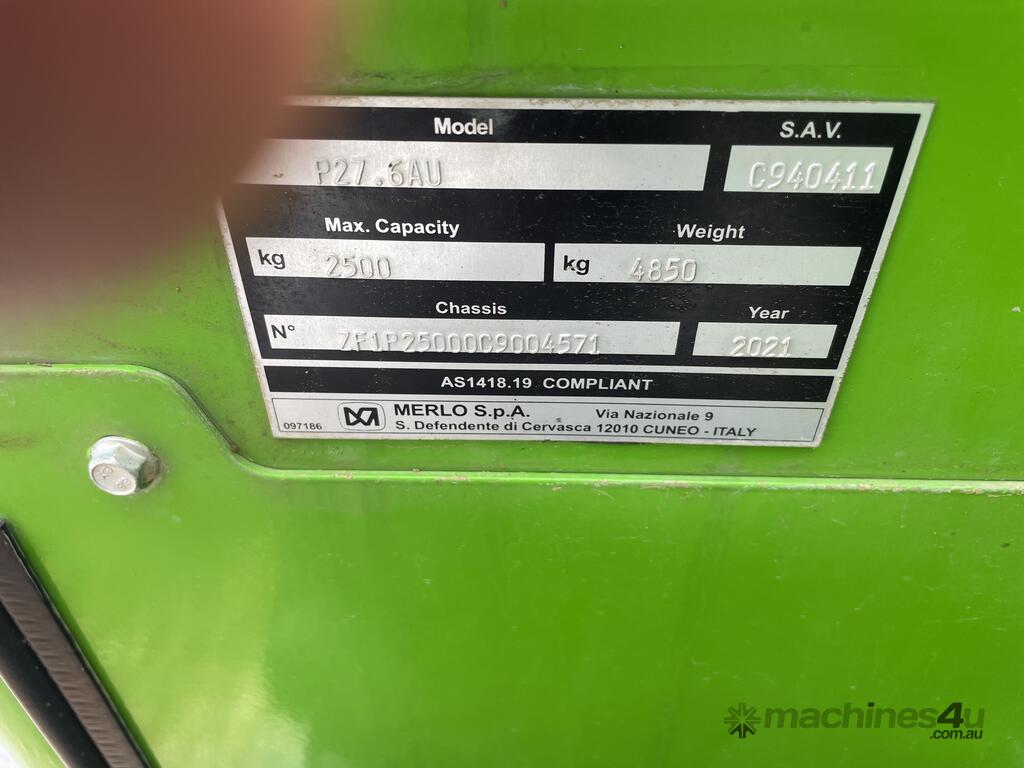 Model S.A.V.
P27.6AU C940411
Max. Capacity Weight
kg 2500 kg 4850
Chassis Year
N° ZF1P25000C9004571 2021
AS1418.19 COMPLIANT
097186 MERLO S.p.A. Via Nazionale 9
S. Defendente di Cervasca 12010 CUNEO - ITALY
machines4u
.com.au